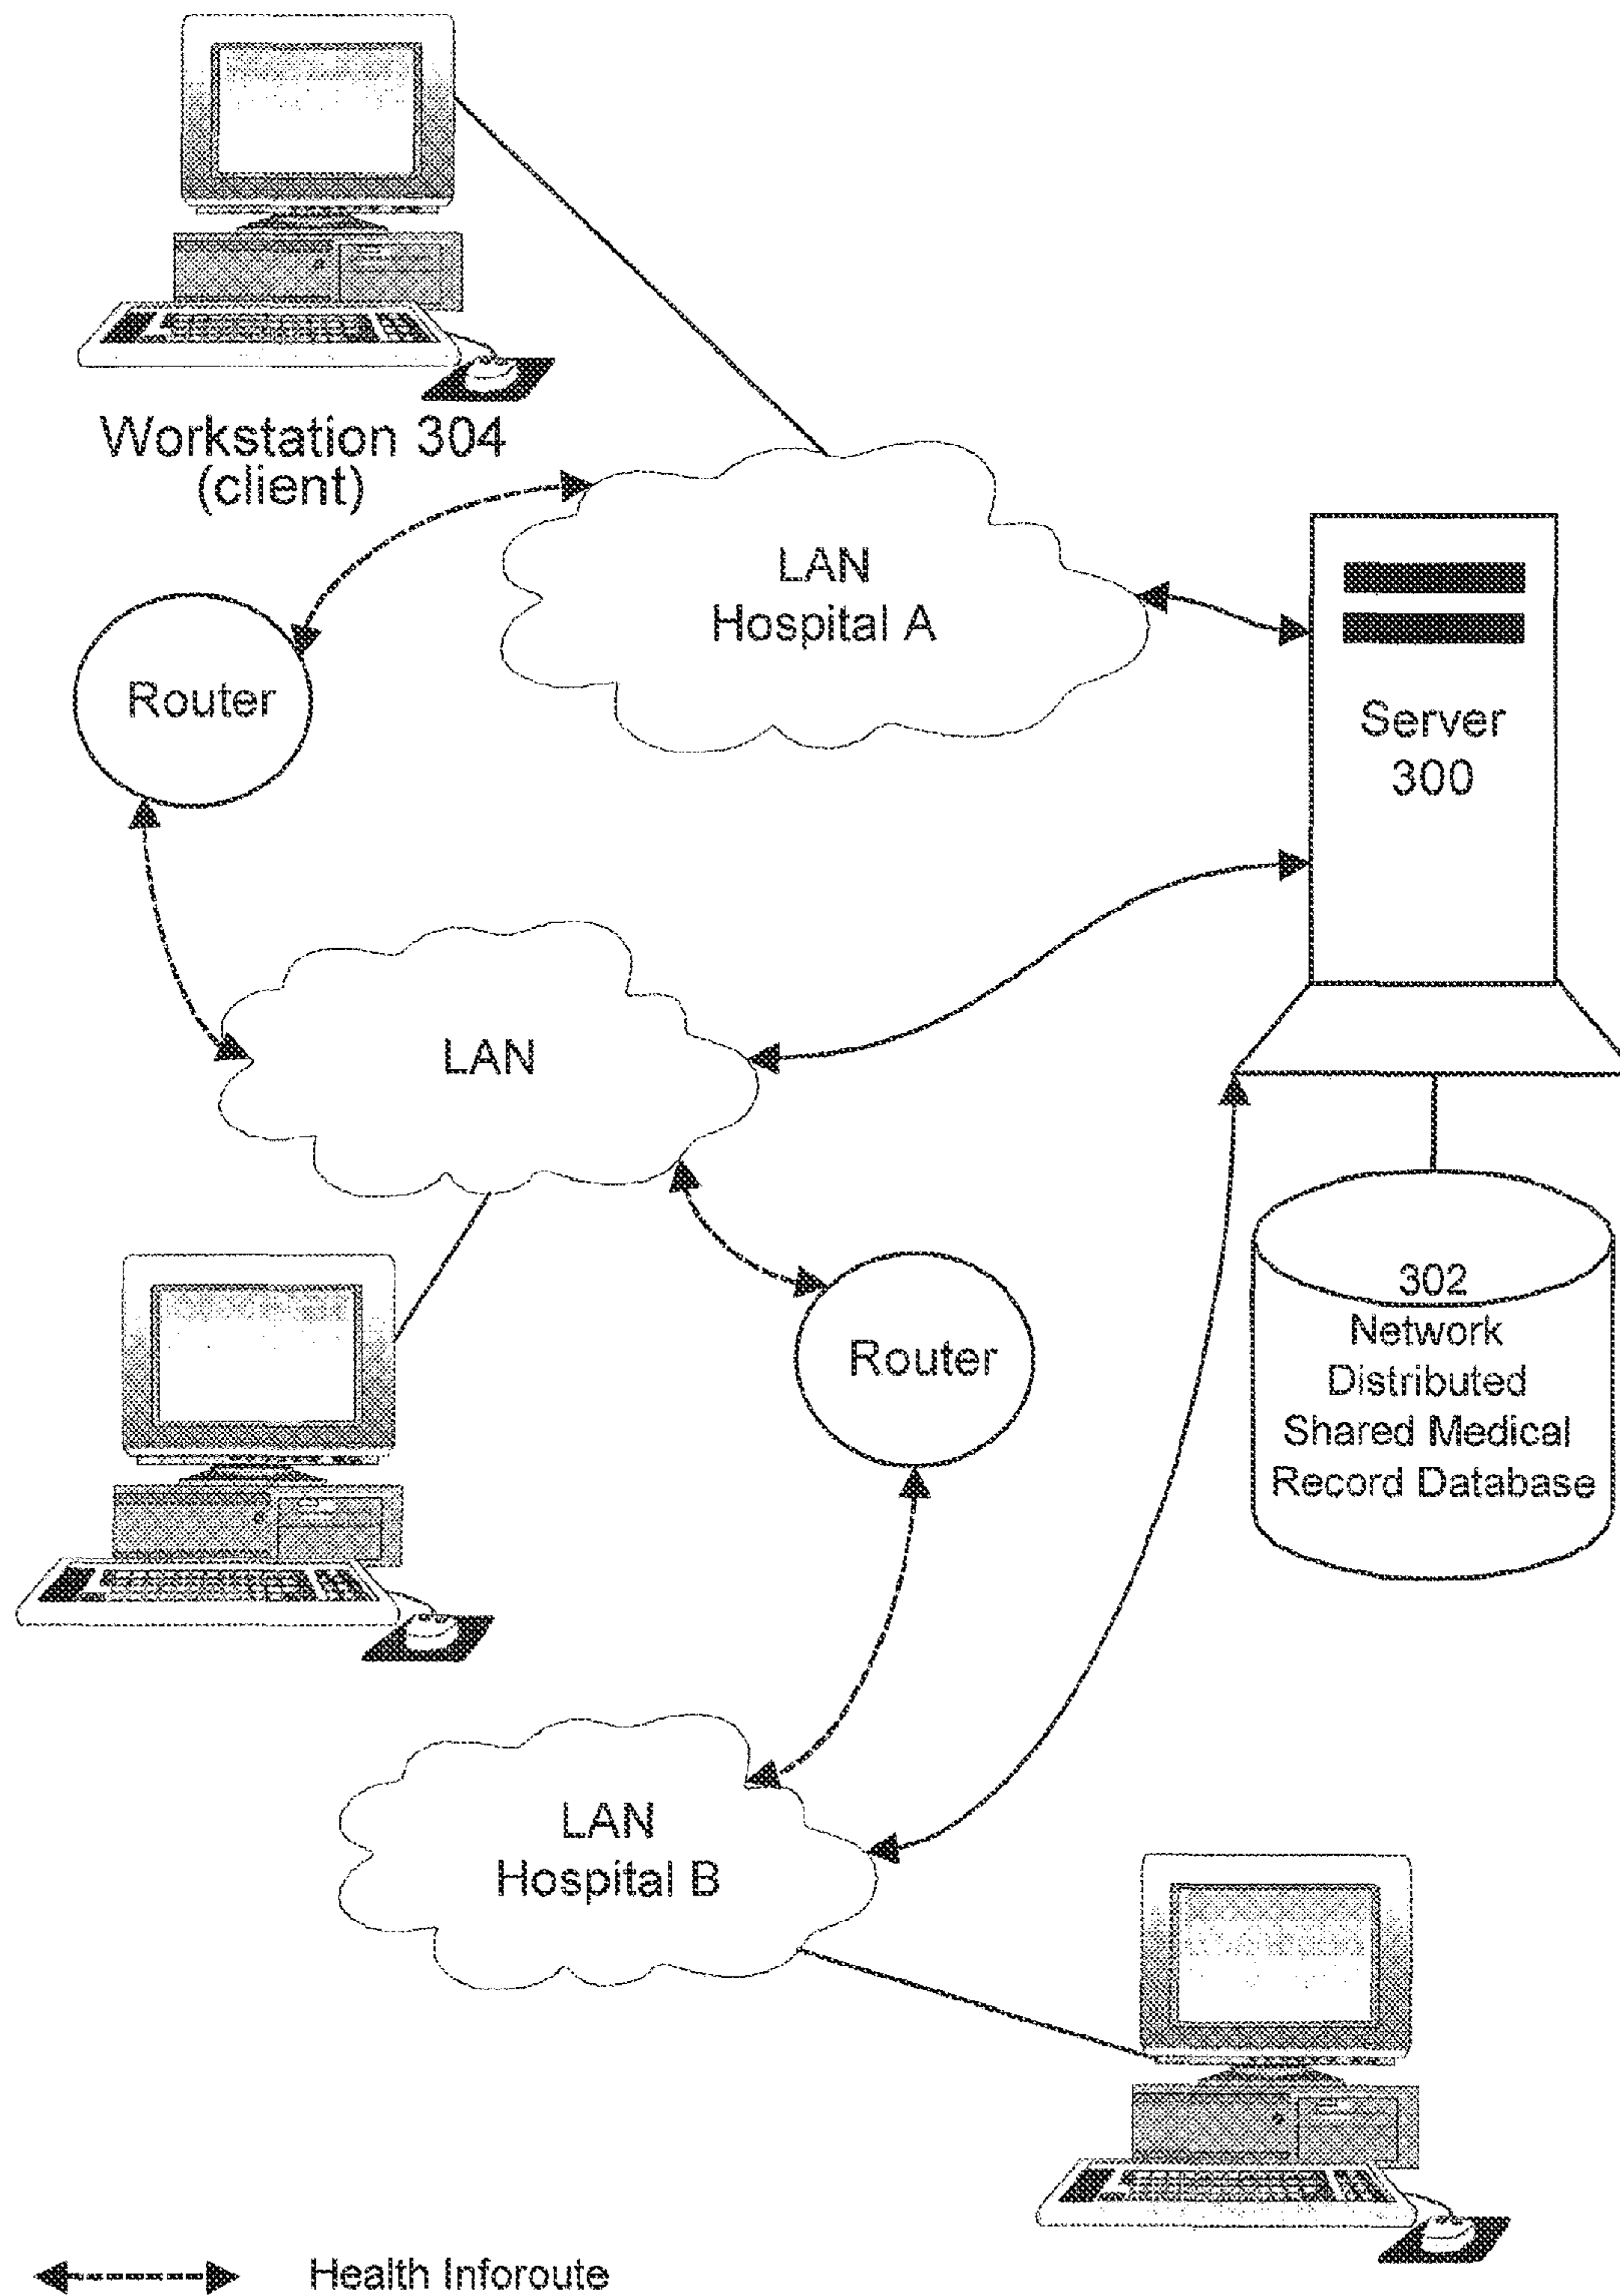 Workstation 304
(client)
LAN
Hospital A
Router
Server
300
LAN
Router
302
Network
Distributed
Shared Medical
Record Database
LAN
Hospital B
Health Inforoute